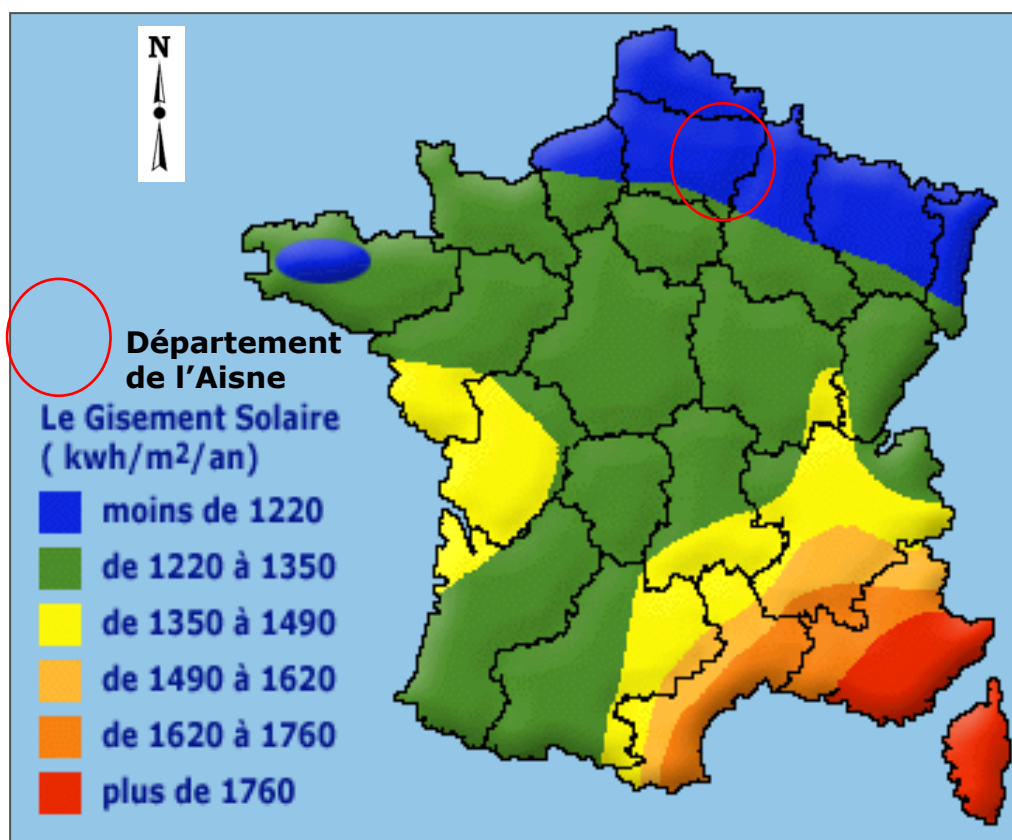 N
Département
de l’Aisne
Le Gisement Solaire
( kwh/m²/an)
moins de 1220
de 1220 à 1350
de 1350 à 1490
de 1490 à 1620
de 1620 à 1760
plus de 1760